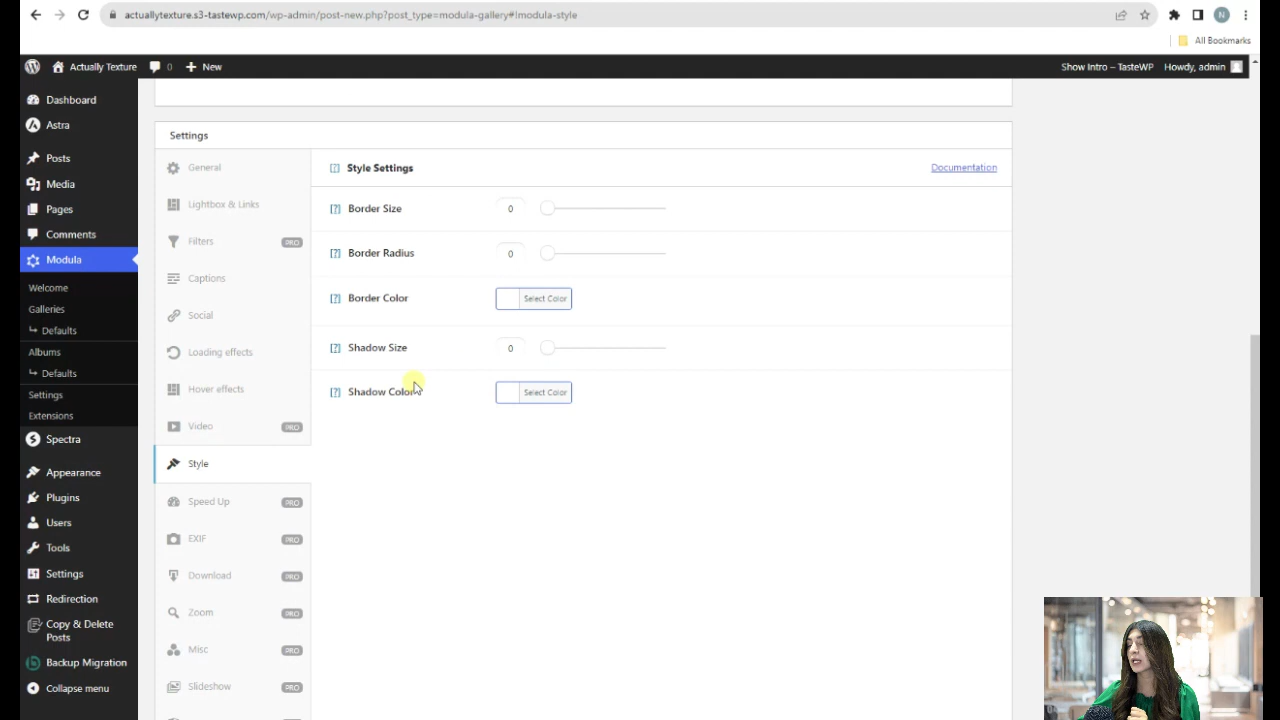 actuallytexture.s3-tastewp.com/wp-admin/post-new.php?post_type=modula-gallery#!modula-style
N
All Bookmarks
Actually Texture
0
New
Show Intro – TasteWP
Howdy, admin
Dashboard
Astra
Posts
Media
Pages
Comments
Modula
Welcome
Galleries
Defaults
Albums
Defaults
Settings
Extensions
Spectra
Appearance
Plugins
Users
Tools
Settings
Redirection
Copy & Delete
Posts
Backup Migration
Collapse menu
Settings
General
Lightbox & Links
Filters PRO
Captions
Social
Loading effects
Hover effects
Video PRO
Style
Speed Up PRO
EXIF PRO
Download PRO
Zoom PRO
Misc PRO
Slideshow PRO
[?] Style Settings
Documentation
[?] Border Size 0
[?] Border Radius 0
[?] Border Color Select Color
[?] Shadow Size 0
[?] Shadow Color Select Color